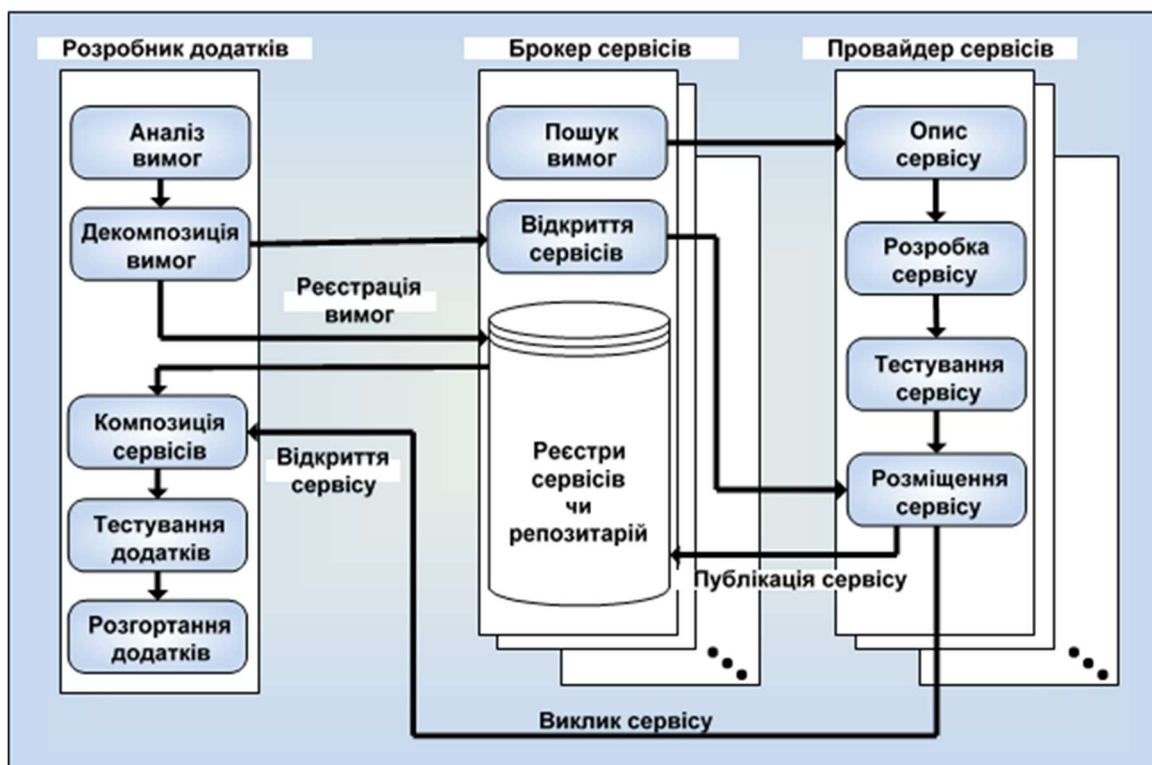 Розробник додатків
Брокер сервісів
Провайдер сервісів
Аналіз
вимог
Декомпозиція
вимог
Реєстрація
вимог
Композиція
сервісів
Відкриття
сервісу
Тестування
додатків
Розгортання
додатків
Пошук
вимог
Відкриття
сервісів
Реєстри
сервісів
чи
репозитарій
Опис
сервісу
Розробка
сервісу
Тестування
сервісу
Розміщення
сервісу
Публікація сервісу
Виклик сервісу